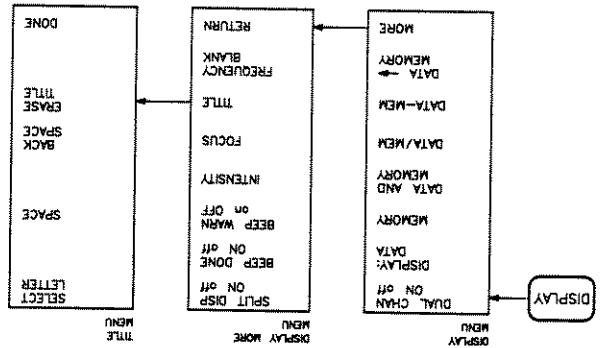 DISPLAY
DISPLAY
MENU
DUAL CHAN
on OFF
DISPLAY:
DATA
MEMORY
DATA AND
MEMORY
DATA/MEM
DATA-MEM
DATA →
MEMORY
MORE
DISPLAY MORE
MENU
SPLIT DISP
ON off
BEEP DONE
ON off
BEEP WARN
on OFF
INTENSITY
FOCUS
TITLE
FREQUENCY
BLANK
RETURN
TITLE
MENU
SELECT
LETTER
SPACE
BACK
SPACE
ERASE
TITLE
DONE